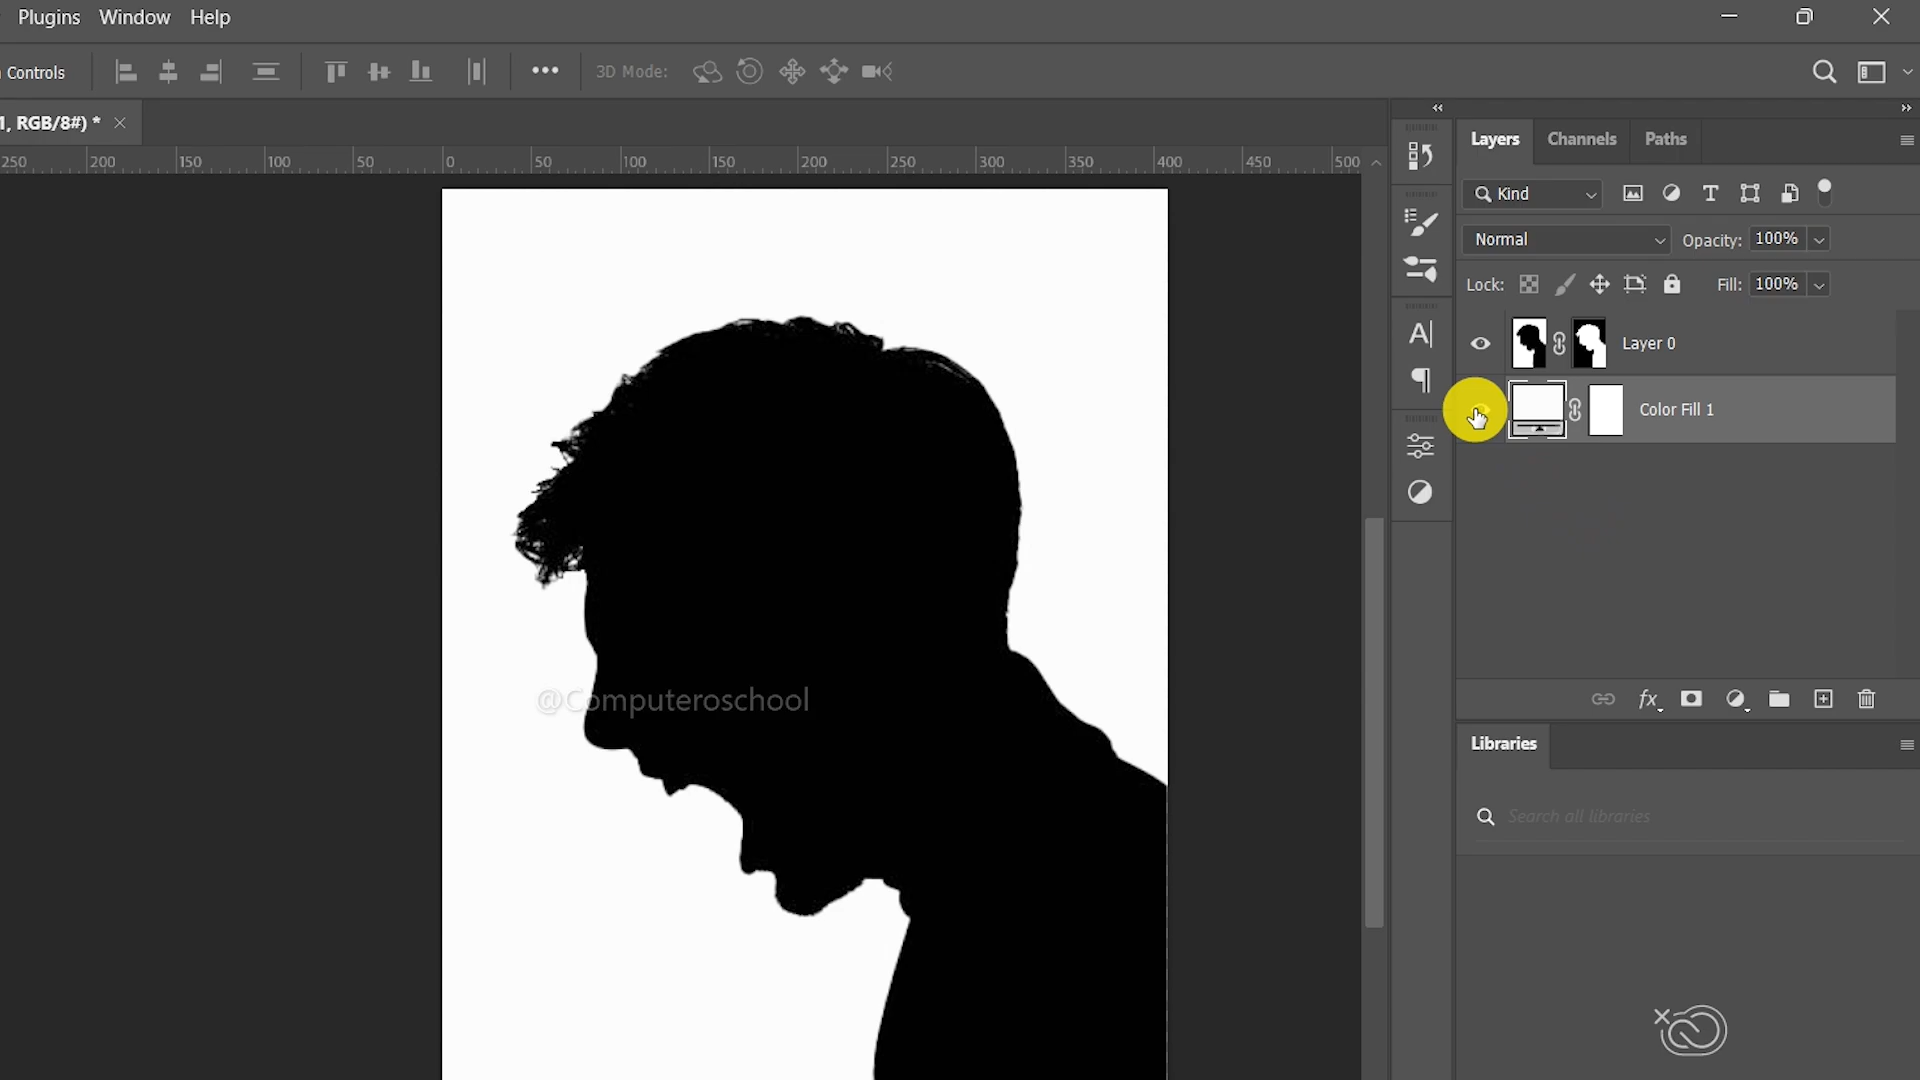 Plugins Window Help
Controls
3D Mode:
1, RGB/8#) *
250 200 150 100 50 0 50 100 150 200 250 300 350 400 450 500
Layers Channels Paths
Kind
Normal Opacity: 100%
Lock: Fill: 100%
Layer 0
Color Fill 1
@Computeroschool
fx
Libraries
Search all libraries